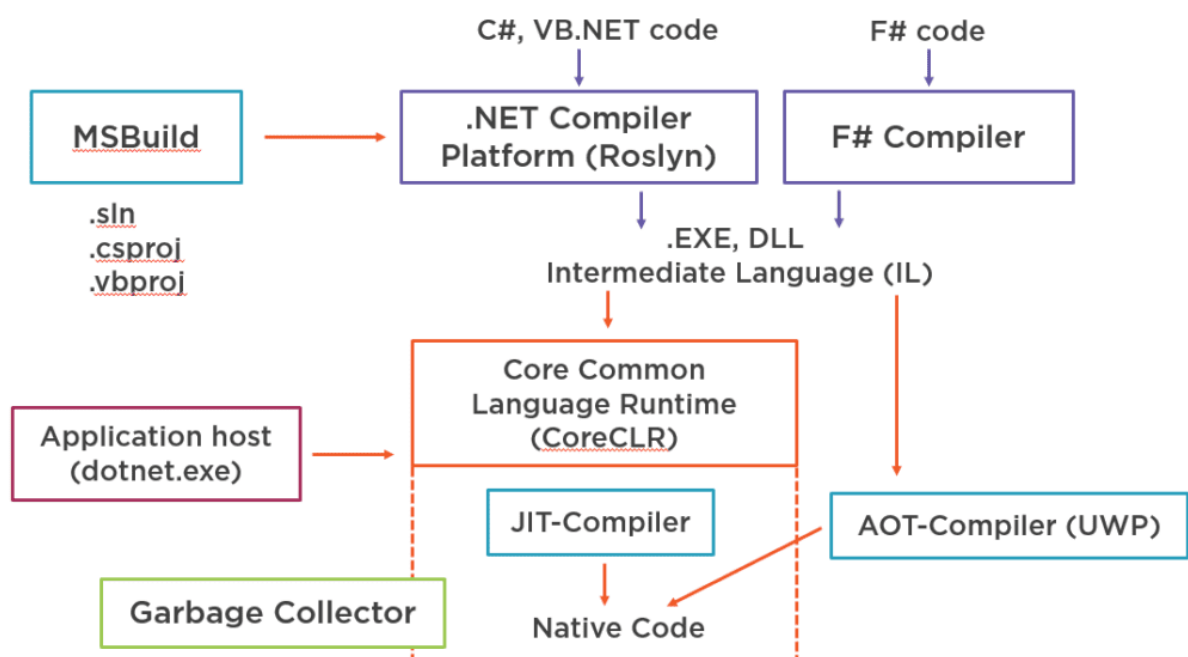 C#, VB.NET code
F# code
MSBuild
.NET Compiler
Platform (Roslyn)
F# Compiler
.sln
.csproj
.vbproj
.EXE, DLL
Intermediate Language (IL)
Core Common
Language Runtime
(CoreCLR)
Application host
(dotnet.exe)
JIT-Compiler
AOT-Compiler (UWP)
Garbage Collector
Native Code